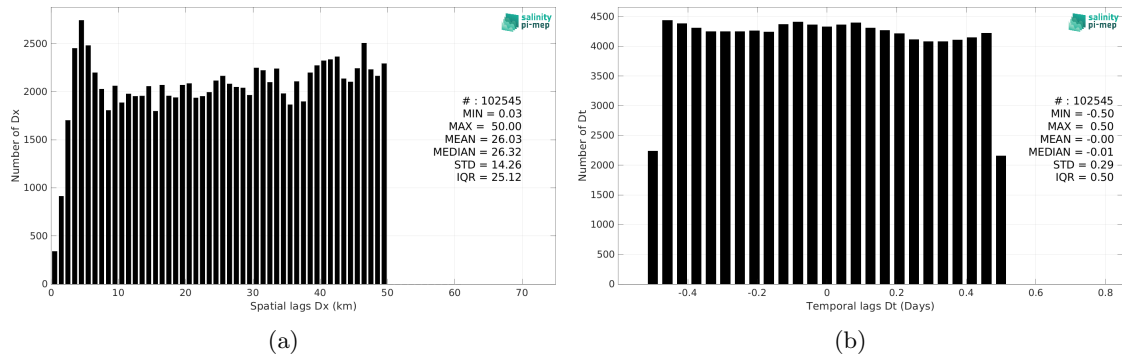 salinity
pi-mep
2500
2000
1500
1000
500
0
Number of Dx
# : 102545
MIN = 0.03
MAX = 50.00
MEAN = 26.03
MEDIAN = 26.32
STD = 14.26
IQR = 25.12
0 10 20 30 40 50 60 70
Spatial lags Dx (km)
(a)
salinity
pi-mep
4500
4000
3500
3000
2500
2000
1500
1000
500
0
Number of Dt
# : 102545
MIN = -0.50
MAX = 0.50
MEAN = -0.00
MEDIAN = -0.01
STD = 0.29
IQR = 0.50
-0.4 -0.2 0 0.2 0.4 0.6 0.8
Temporal lags Dt (Days)
(b)